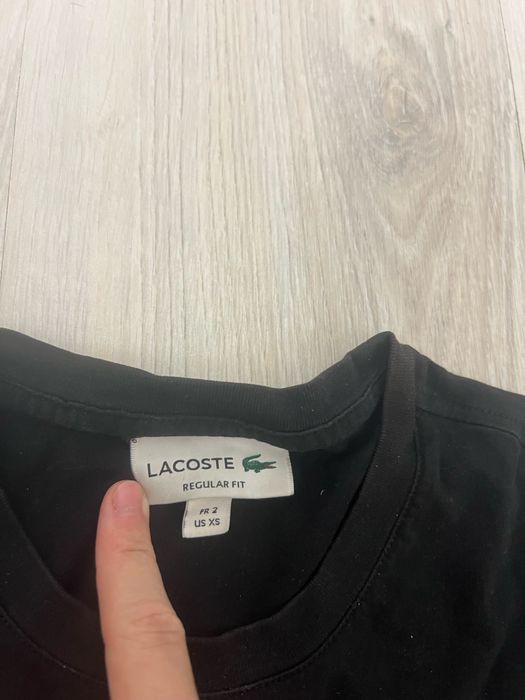 LACOSTE
REGULAR FIT
FR 2
US XS